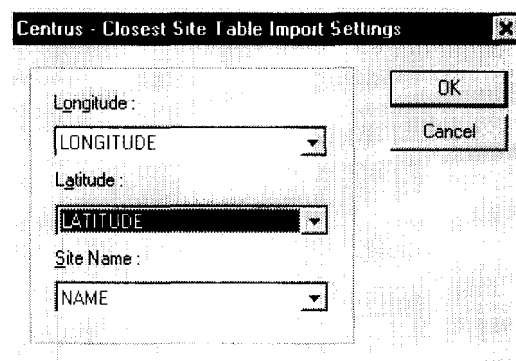 Centrus - Closest Site Table Import Settings
Longitude :
LONGITUDE
Latitude :
LATITUDE
Site Name :
NAME
OK
Cancel